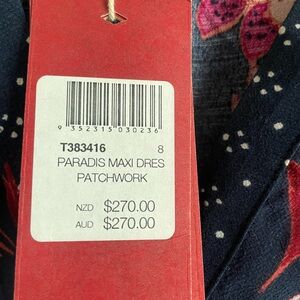 9 352315 030236
T383416 8
PARADIS MAXI DRES
PATCHWORK
NZD $270.00
AUD $270.00